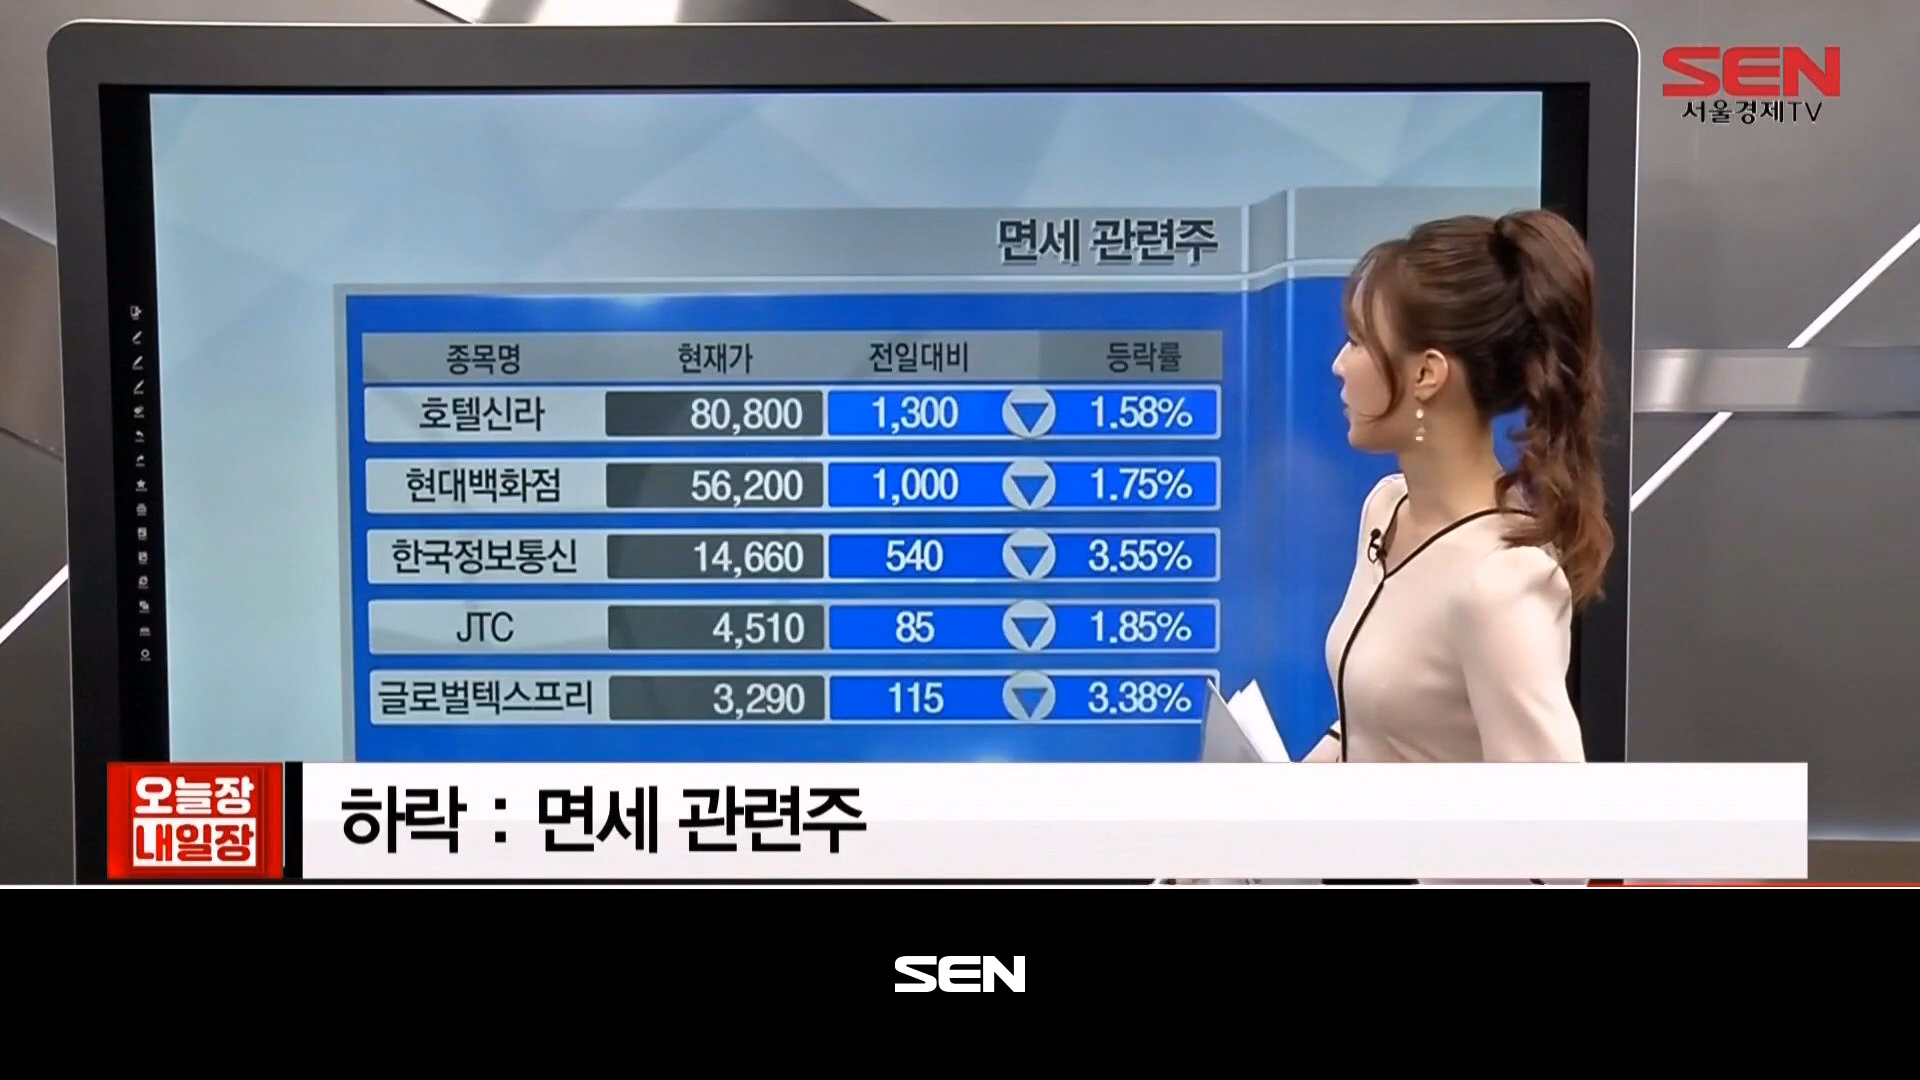 SEN
서울경제TV
면세 관련주
종목명 현재가 전일대비 등락률
호텔신라 80,800 1,300 ▽ 1.58%
현대백화점 56,200 1,000 ▽ 1.75%
한국정보통신 14,660 540 ▽ 3.55%
JTC 4,510 85 ▽ 1.85%
글로벌텍스프리 3,290 115 ▽ 3.38%
오늘장
내일장
하락 : 면세 관련주
SEN